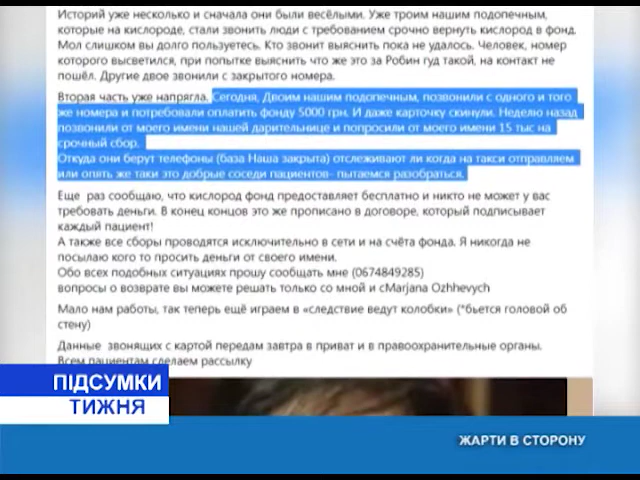 Историй уже несколько и сначала они были весёлыми. Уже троим нашим подопечным,
которые на кислороде, стали звонить люди с требованием срочно вернуть кислород в фонд.
Мол слишком вы долго пользуетесь. Кто звонит выяснить пока не удалось. Человек, номер
которого высветился, при попытке выяснить что же это за Робин гуд такой, на контакт не
пошёл. Другие двое звонили с закрытого номера.
Вторая часть уже напрягла. Сегодня, Двоим нашим подопечным, позвонили с одного и того
же номера и потребовали оплатить фонду 5000 грн. И даже карточку скинули. Неделю назад
позвонили от моего имени нашей дарительнице и попросили от моего имени 15 тыс на
срочный сбор.
Откуда они берут телефоны (база Наша закрыта) отслеживают ли когда на такси отправляем
или опять же таки это добрые соседи пациентов- пытаемся разобраться.
Еще раз сообщаю, что кислород фонд предоставляет бесплатно и никто не может у вас
требовать деньги. В конец концов это же прописано в договоре, который подписывает
каждый пациент!
А также все сборы проводятся исключительно в сети и на счёта фонда. Я никогда не
посылаю кого то просить деньги от своего имени.
Обо всех подобных ситуациях прошу сообщать мне (0674849285)
вопросы о возврате вы можете решать только со мной и сMarjana Ozhhevych
Мало нам работы, так теперь ещё играем в «следствие ведут колобки» (*бьется головой об
стену)
Данные звонящих с картой передам завтра в приват и в правоохранительные органы.
Всем пациентам сделаем рассылку
ПІДСУМКИ
ТИЖНЯ
ЖАРТИ В СТОРОНУ